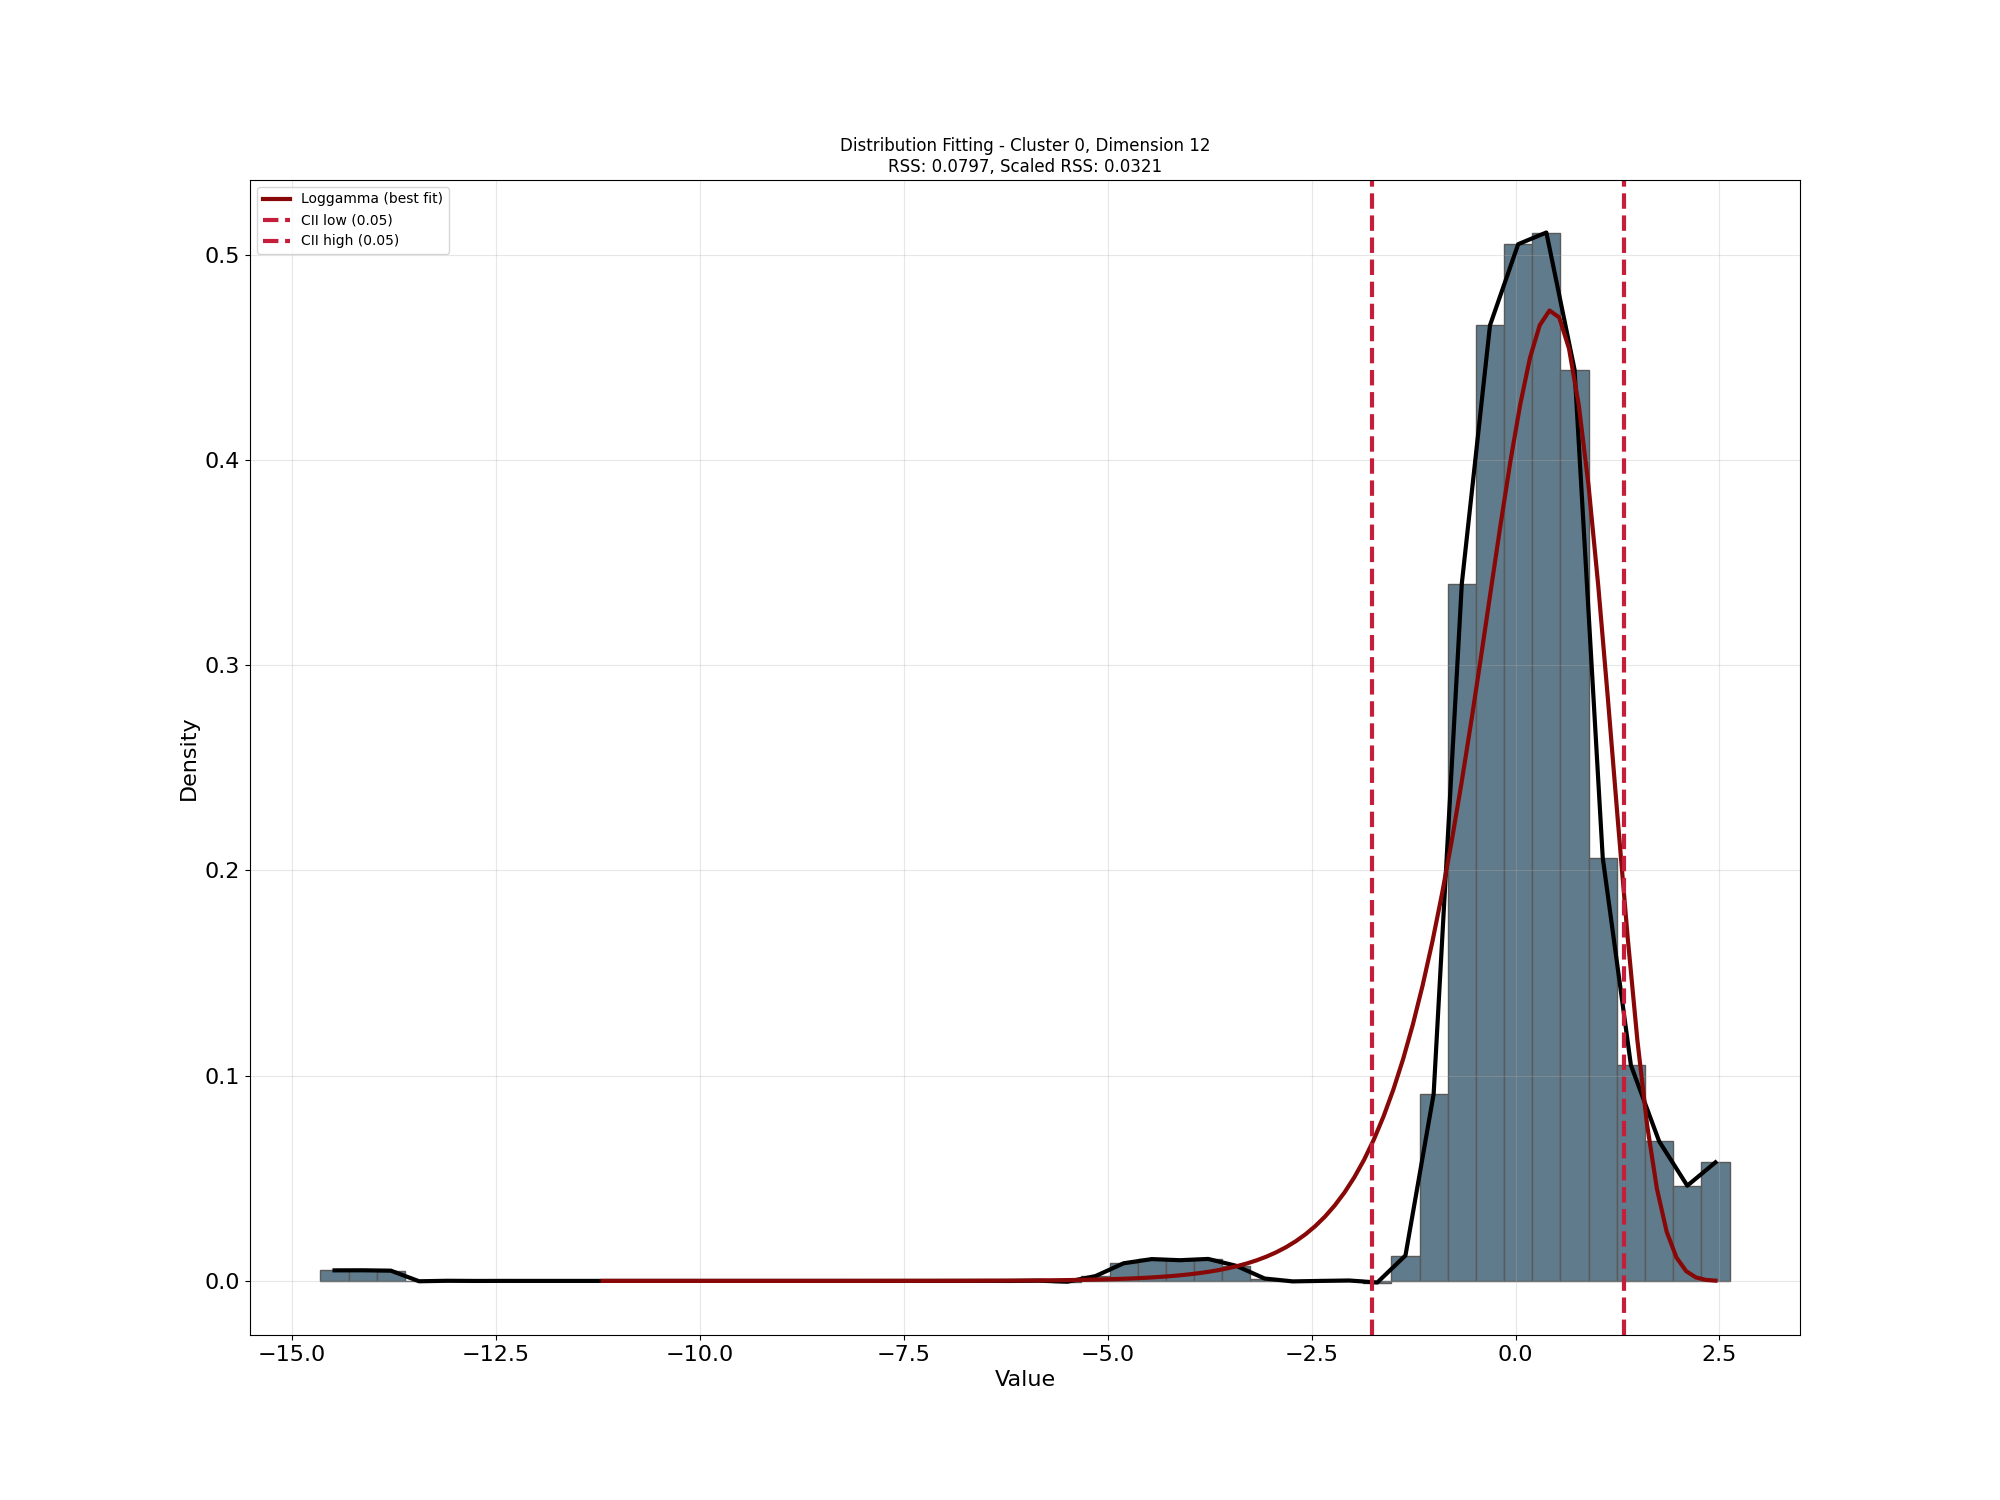 Distribution Fitting - Cluster 0, Dimension 12
RSS: 0.0797, Scaled RSS: 0.0321
Loggamma (best fit)
CII low (0.05)
CII high (0.05)
0.5
0.4
0.3
0.2
0.1
0.0
Density
−15.0 −12.5 −10.0 −7.5 −5.0 −2.5 0.0 2.5
Value